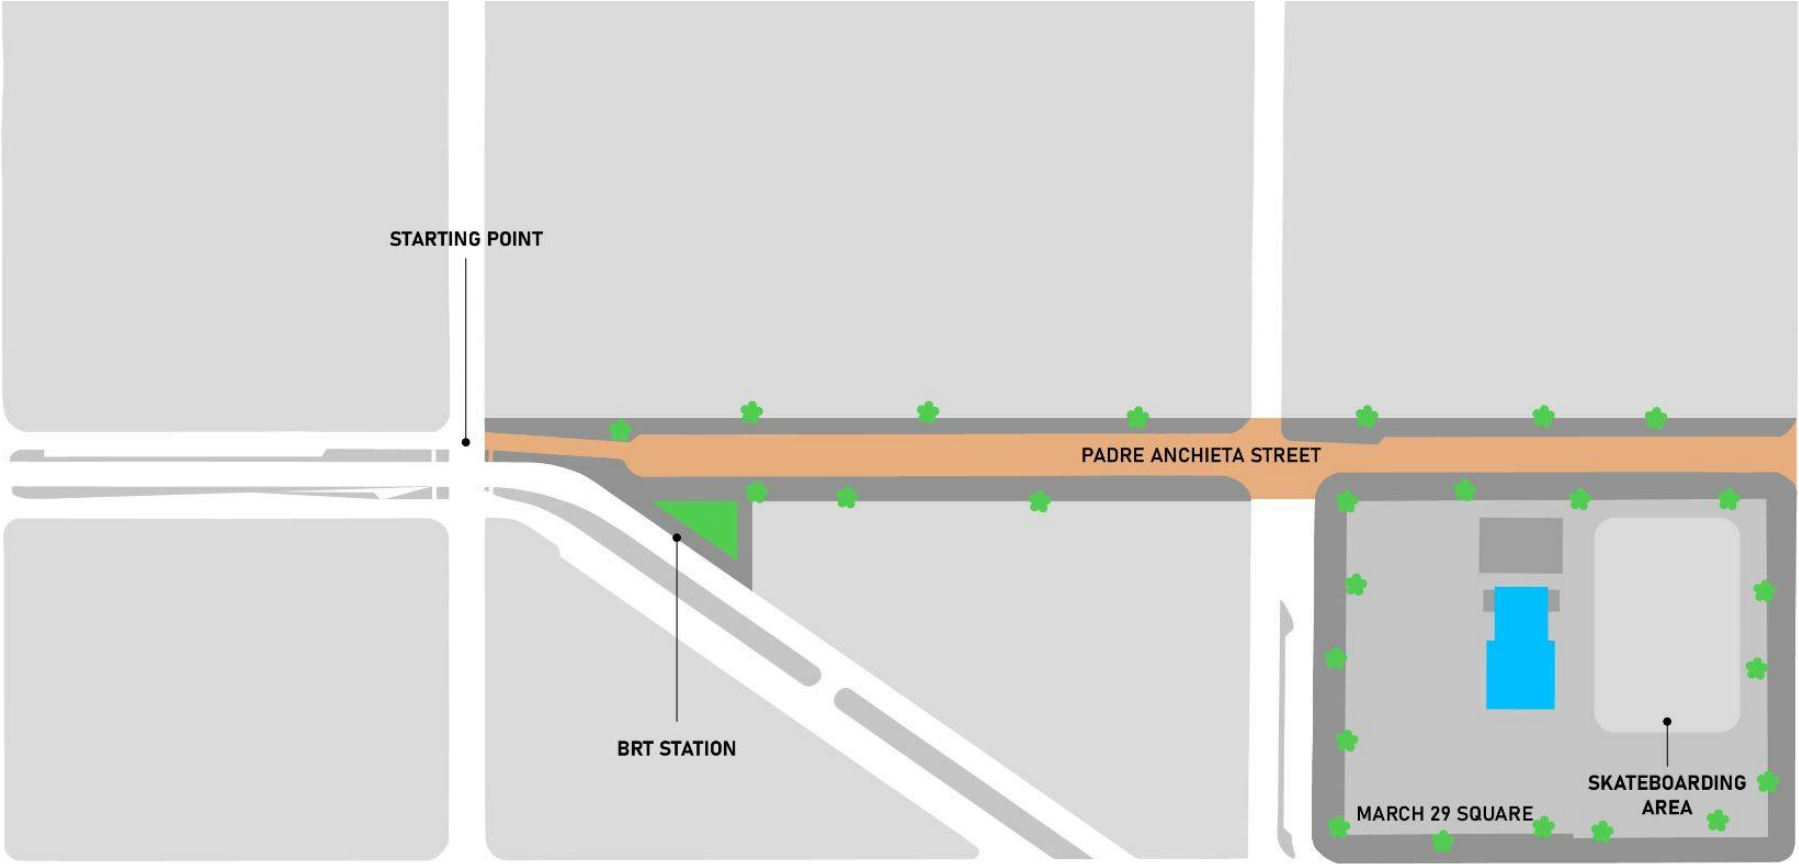 STARTING POINT
PADRE ANCHIETA STREET
BRT STATION
SKATEBOARDING
AREA
MARCH 29 SQUARE